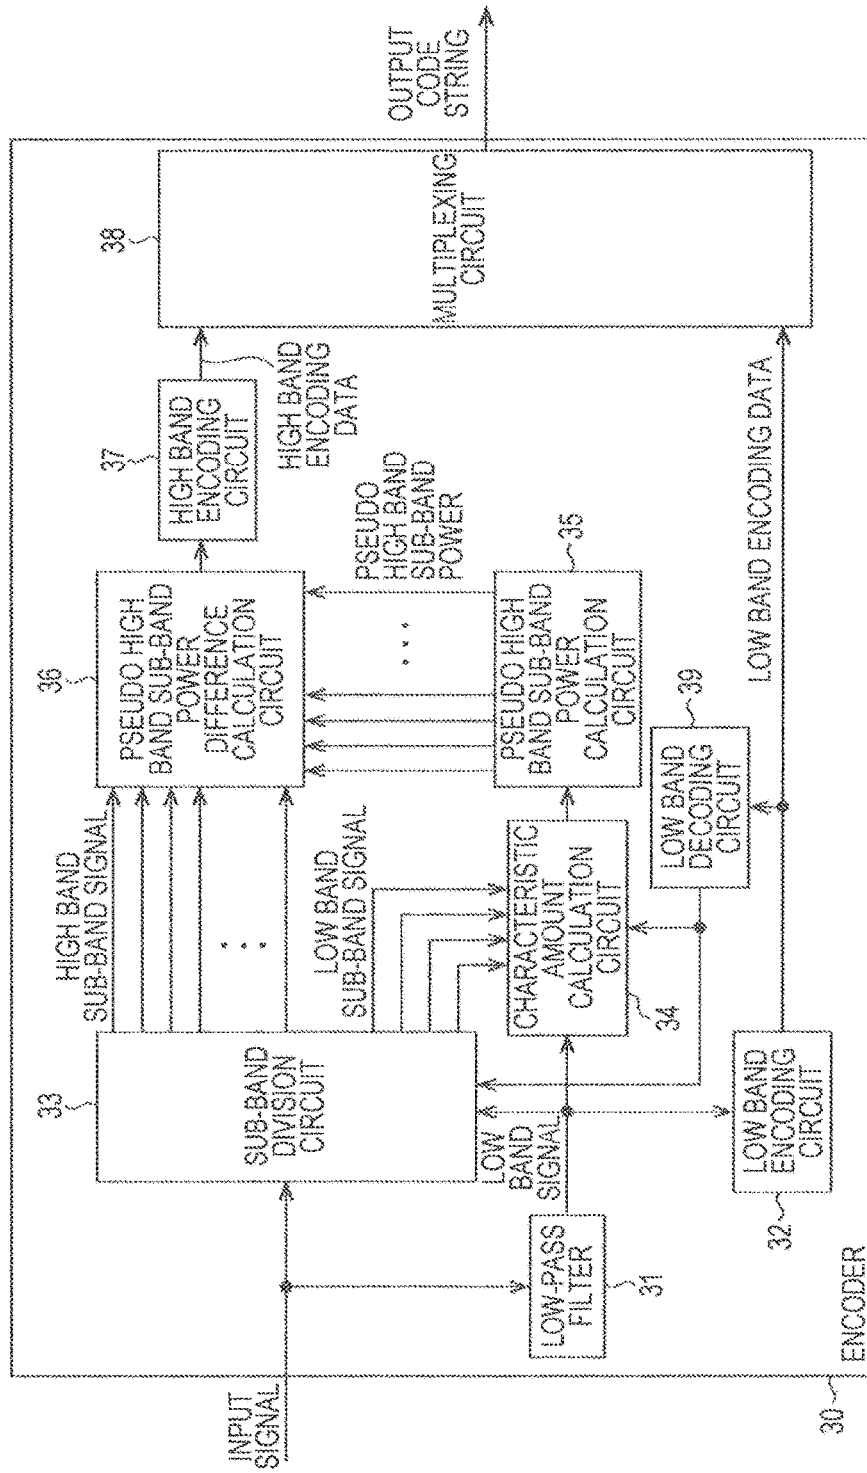 INPUT
SIGNAL
30
ENCODER
33
SUB-BAND
DIVISION
CIRCUIT
HIGH BAND
SUB-BAND SIGNAL
LOW BAND
SUB-BAND SIGNAL
LOW
BAND
SIGNAL
LOW-PASS
FILTER
31
LOW BAND
ENCODING
CIRCUIT
32
CHARACTERISTIC
AMOUNT
CALCULATION
CIRCUIT
34
LOW BAND
DECODING
CIRCUIT
39
36
PSEUDO HIGH
BAND SUB-BAND
POWER
DIFFERENCE
CALCULATION
CIRCUIT
PSEUDO
HIGH BAND
SUB-BAND
POWER
PSEUDO HIGH
BAND SUB-BAND
POWER
CALCULATION
CIRCUIT
35
37
HIGH BAND
ENCODING
CIRCUIT
HIGH BAND
ENCODING
DATA
LOW BAND ENCODING DATA
38
MULTIPLEXING
CIRCUIT
OUTPUT
CODE
STRING